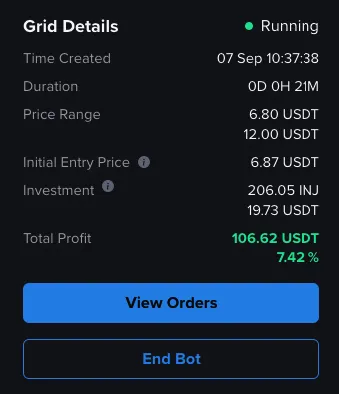 Grid Details Running
Time Created 07 Sep 10:37:38
Duration 0D 0H 21M
Price Range 6.80 USDT
12.00 USDT
Initial Entry Price 6.87 USDT
Investment 206.05 INJ
19.73 USDT
Total Profit 106.62 USDT
7.42 %
View Orders
End Bot